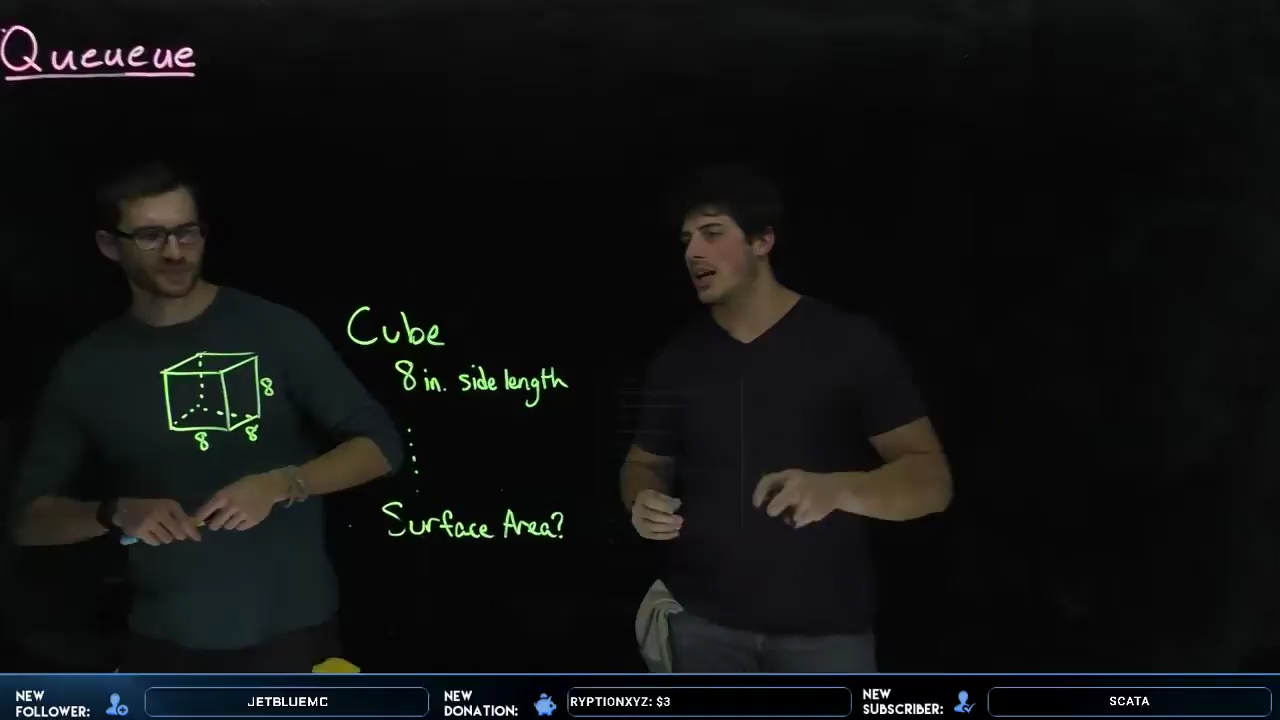 Queueue
Cube
8 in. side length
8
8
8
Surface Area?
NEW FOLLOWER:
JETBLUEMC
NEW DONATION:
RYPTIONXYZ: $3
NEW SUBSCRIBER:
SCATA